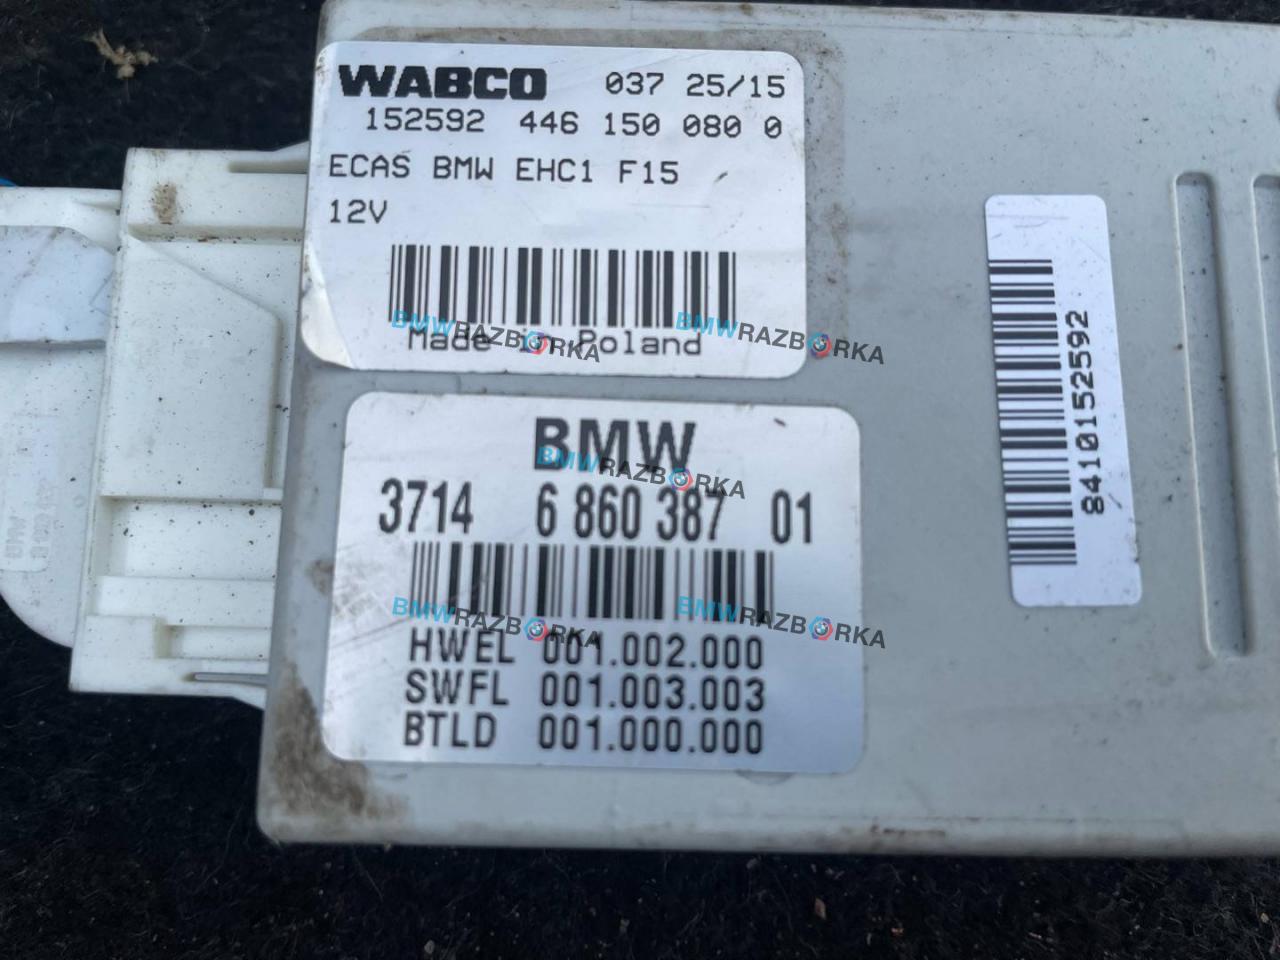 WABCO 037 25/15
152592 446 150 080 0
ECAS BMW EHC1 F15
12V
Made in Poland
BMWRAZBORKA
BMWRAZBORKA
BMW
BMWRAZBORKA
3714 6 860 387 01
BMWRAZBORKA
BMWRAZBORKA
HWEL 001.002.000
SWFL 001.003.003
BTLD 001.000.000
8410152592
BMW